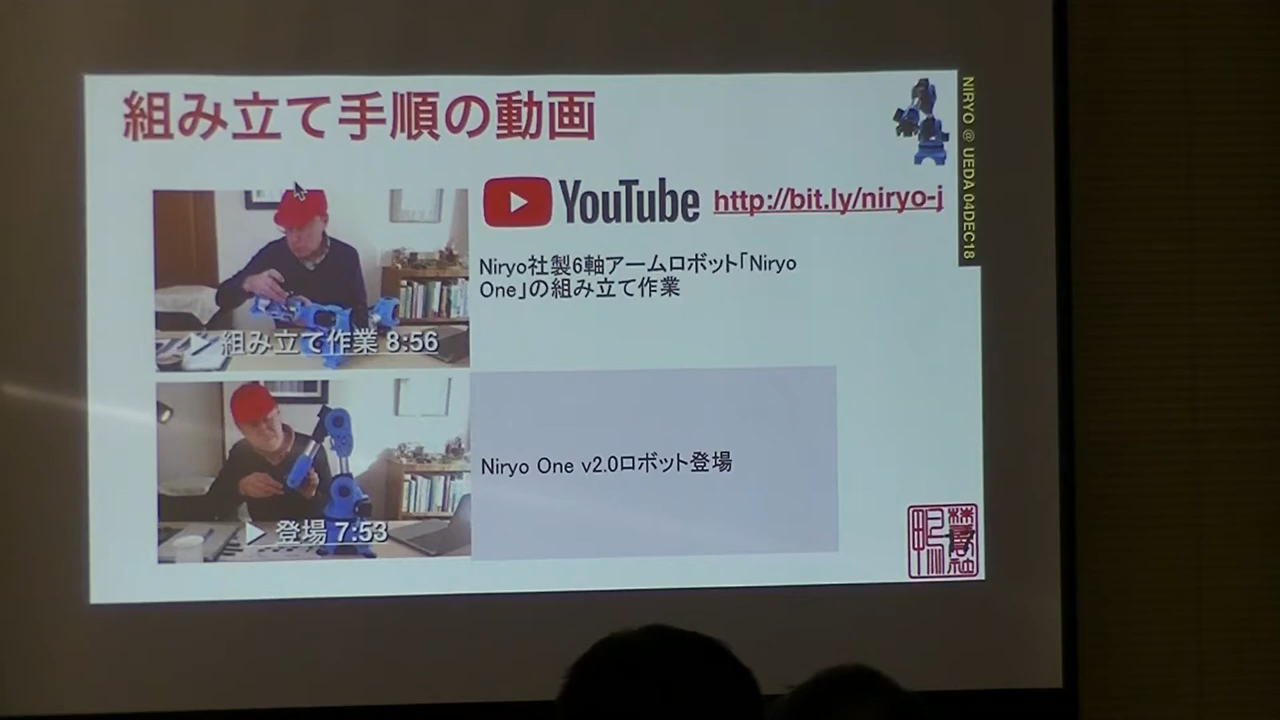 組み立て手順の動画
NIRYO @ UEDA 04DEC18
YouTube
http://bit.ly/niryo-j
Niryo社製6軸アームロボット「Niryo
One」の組み立て作業
組み立て作業 8:56
Niryo One v2.0ロボット登場
登場 7:53